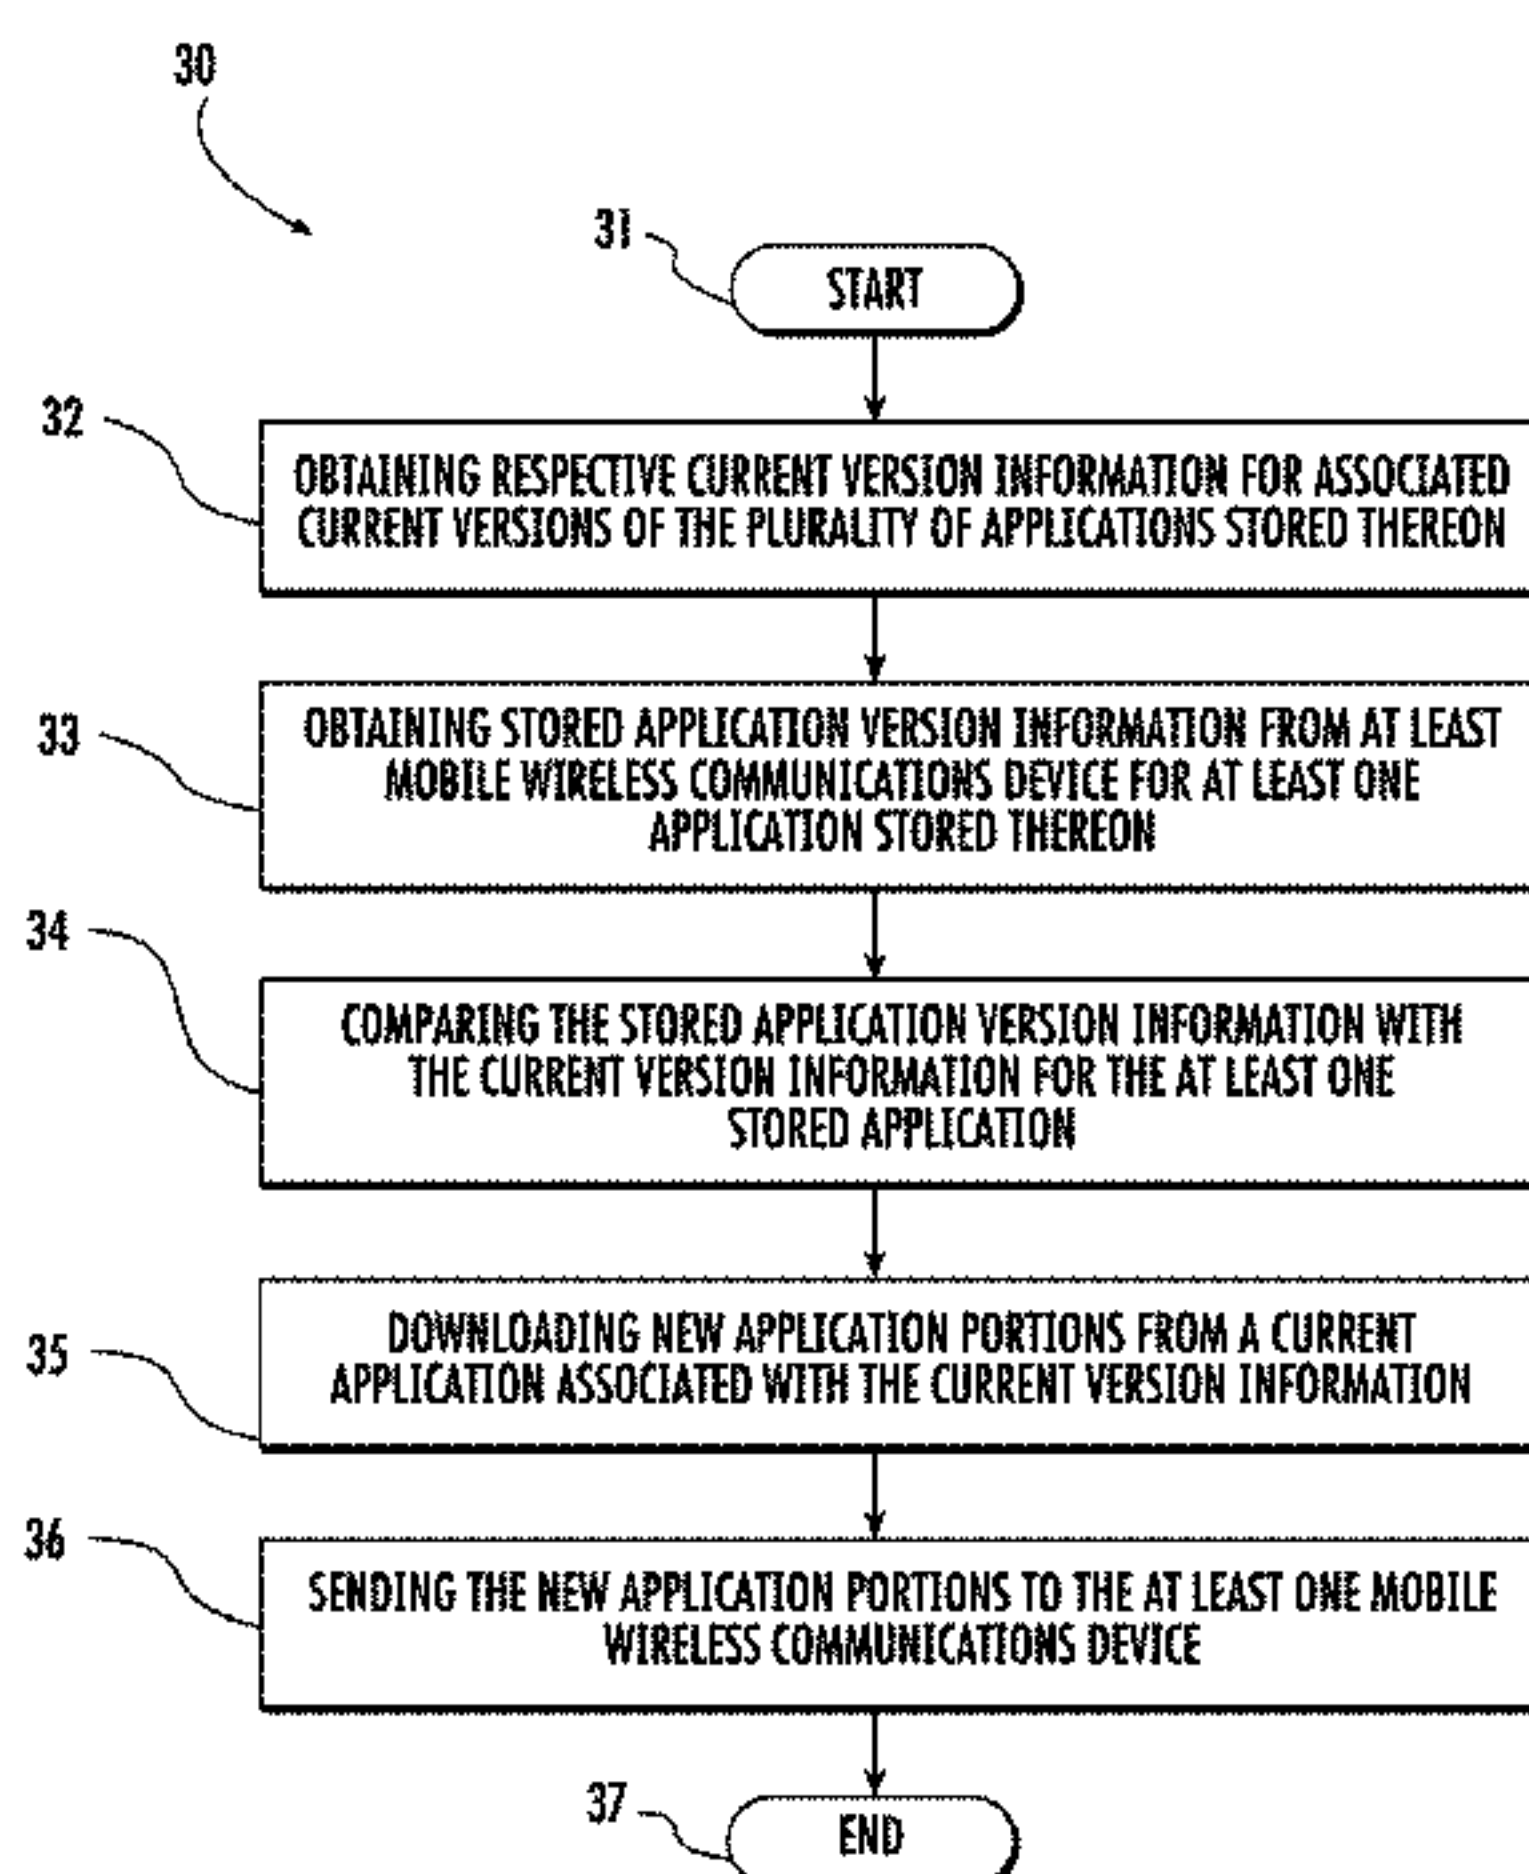 30
31
START
32
OBTAINING RESPECTIVE CURRENT VERSION INFORMATION FOR ASSOCIATED
CURRENT VERSIONS OF THE PLURALITY OF APPLICATIONS STORED THEREON
33
OBTAINING STORED APPLICATION VERSION INFORMATION FROM AT LEAST
MOBILE WIRELESS COMMUNICATIONS DEVICE FOR AT LEAST ONE
APPLICATION STORED THEREON
34
COMPARING THE STORED APPLICATION VERSION INFORMATION WITH
THE CURRENT VERSION INFORMATION FOR THE AT LEAST ONE
STORED APPLICATION
35
DOWNLOADING NEW APPLICATION PORTIONS FROM A CURRENT
APPLICATION ASSOCIATED WITH THE CURRENT VERSION INFORMATION
36
SENDING THE NEW APPLICATION PORTIONS TO THE AT LEAST ONE MOBILE
WIRELESS COMMUNICATIONS DEVICE
37
END